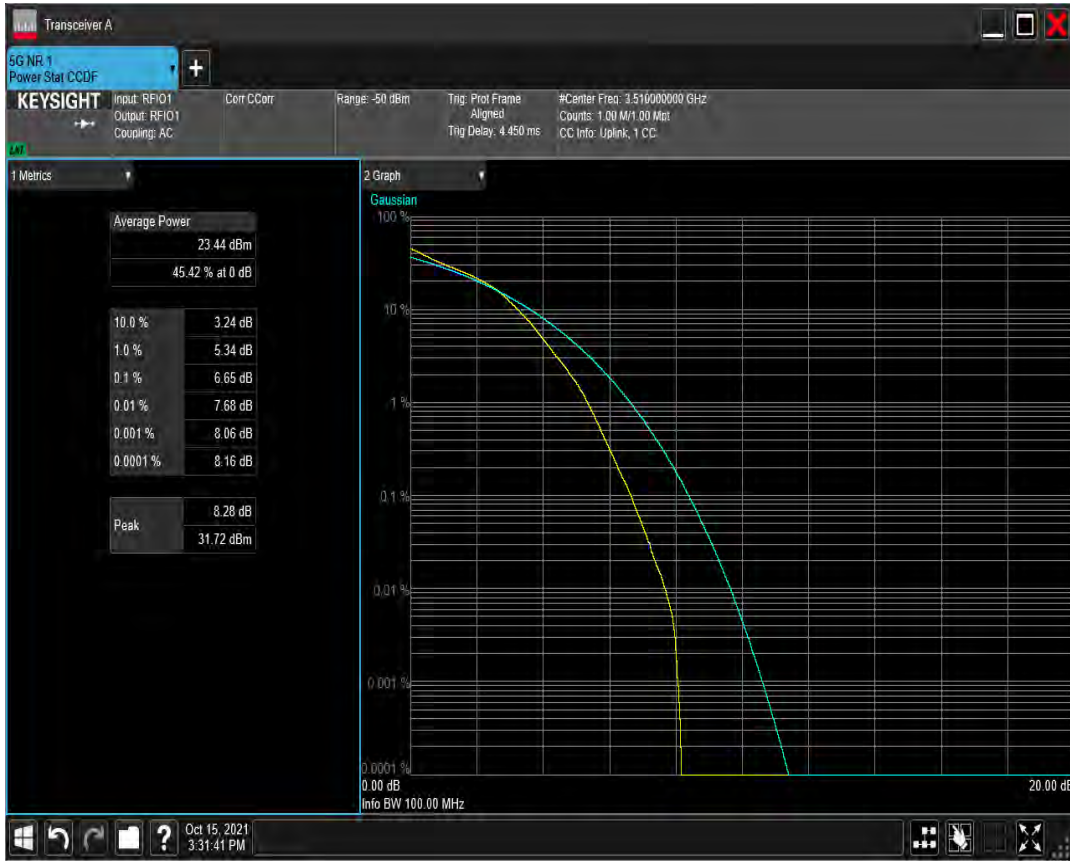 Transceiver A
5G NR 1
Power Stat CCDF
+
KEYSIGHT
Input: RFIO1
Output: RFIO1
Coupling: AC
Corr CCorr
Range: -50 dBm
Trig: Prot Frame
Aligned
Trig Delay: 4.450 ms
#Center Freq: 3.510000000 GHz
Counts: 1.00 M/1.00 Mpt
CC Info: Uplink, 1 CC
1 Metrics
Average Power
23.44 dBm
45.42 % at 0 dB
10.0 % 3.24 dB
1.0 % 5.34 dB
0.1 % 6.65 dB
0.01 % 7.68 dB
0.001 % 8.06 dB
0.0001 % 8.16 dB
Peak 8.28 dB
31.72 dBm
2 Graph
Gaussian
100 %
10 %
1 %
0.1 %
0.01 %
0.001 %
0.0001 %
0.00 dB 20.00 dB
Info BW 100.00 MHz
? Oct 15, 2021
3:31:41 PM